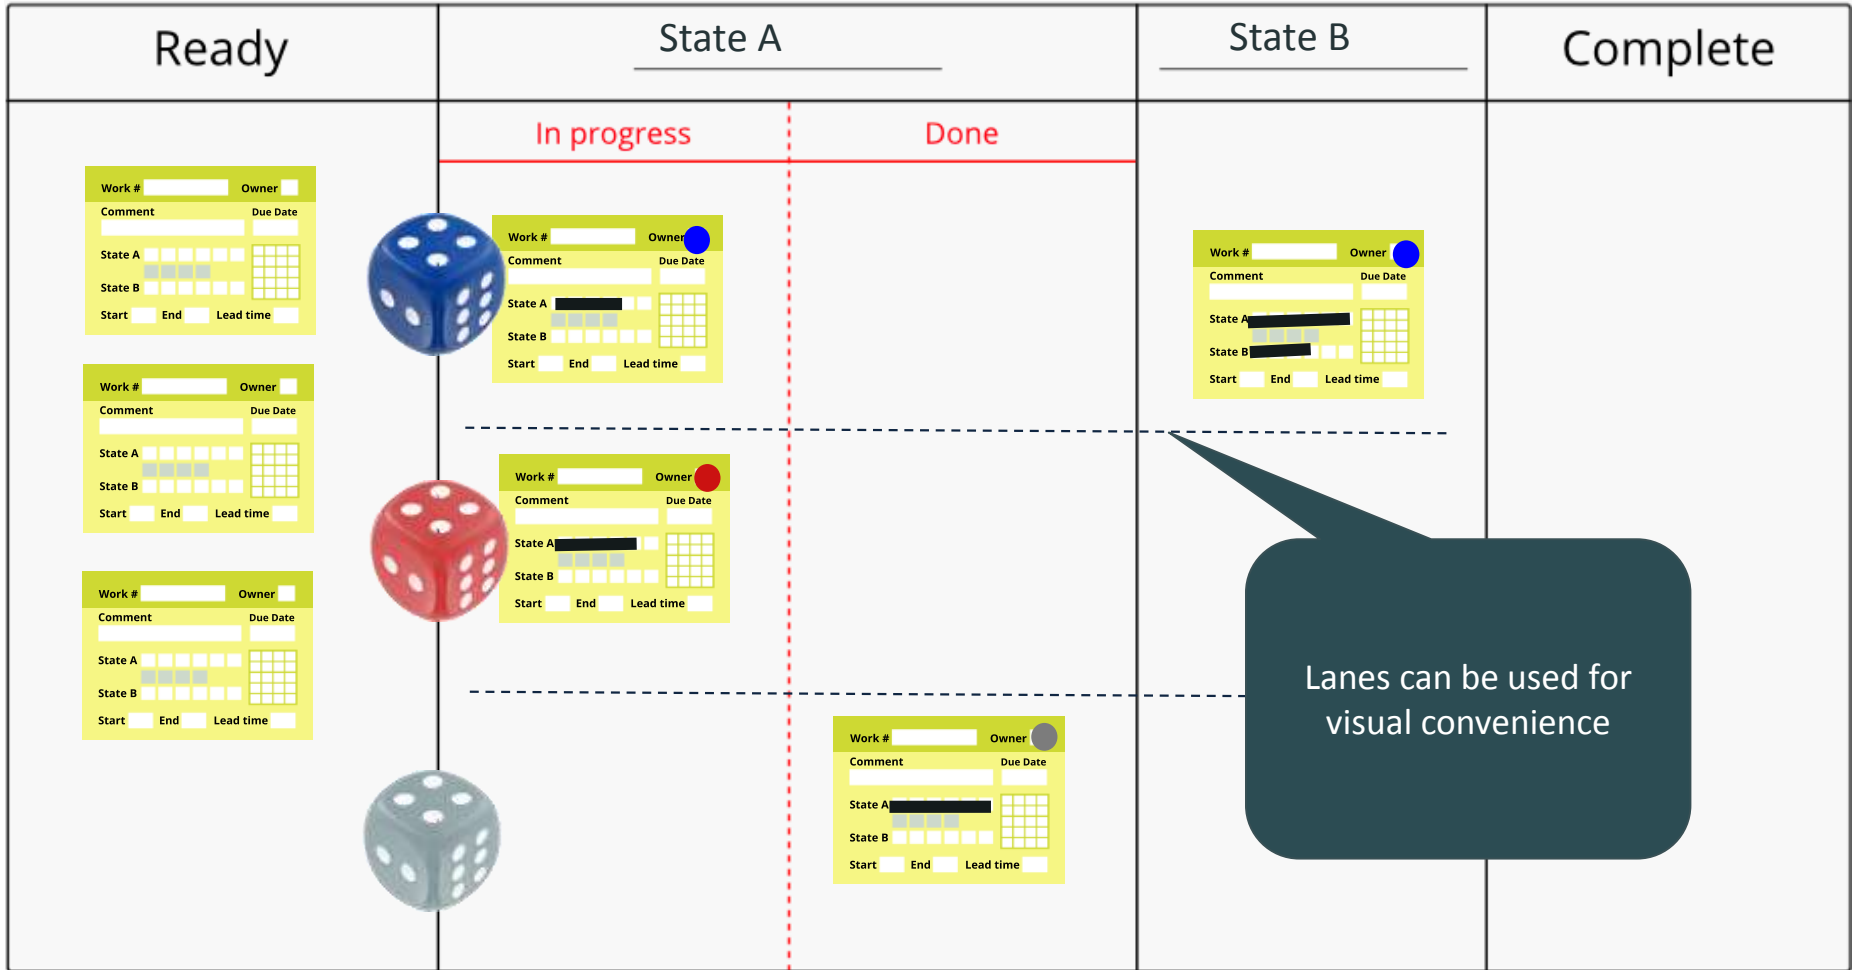 Ready
State A
State B
Complete
In progress
Done
Work # Owner
Comment Due Date
State A
State B
Start End Lead time
Work # Owner
Comment Due Date
State A
State B
Start End Lead time
Work # Owner
Comment Due Date
State A
State B
Start End Lead time
Work # Owner
Comment Due Date
State A
State B
Start End Lead time
Work # Owner
Comment Due Date
State A
State B
Start End Lead time
Work # Owner
Comment Due Date
State A
State B
Start End Lead time
Work # Owner
Comment Due Date
State A
State B
Start End Lead time
Lanes can be used for
visual convenience